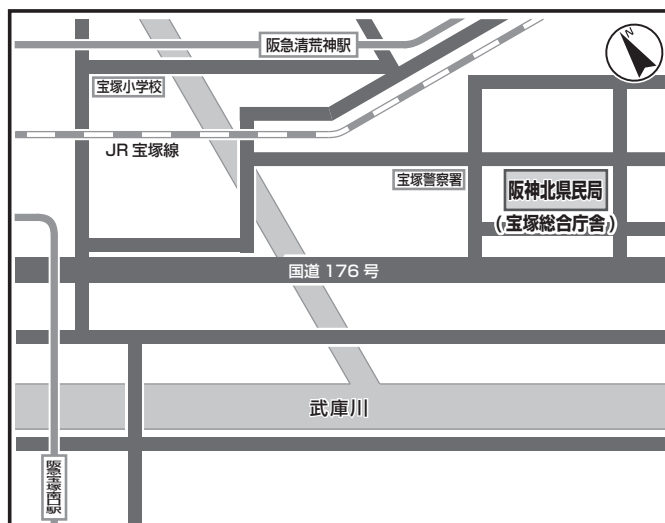 阪急清荒神駅
N
宝塚小学校
JR 宝塚線
宝塚警察署
阪神北県民局
(宝塚総合庁舎)
国道 176 号
武庫川
阪急宝塚南口駅